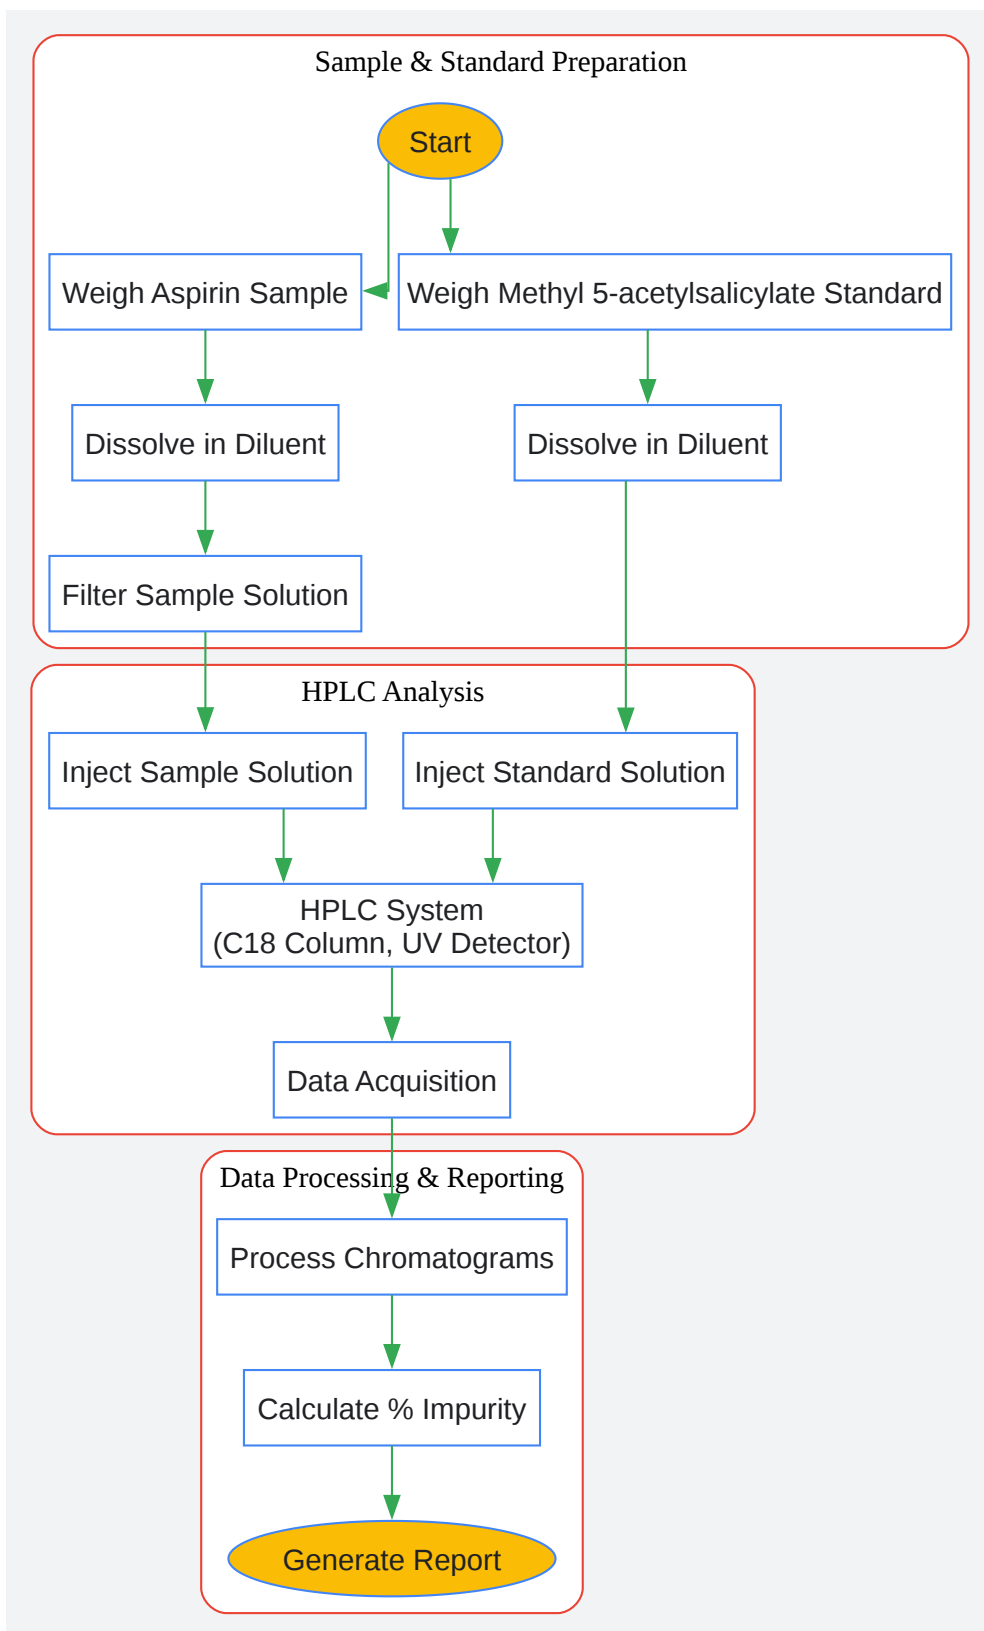 Sample & Standard Preparation
Start
Weigh Aspirin Sample
Weigh Methyl 5-acetylsalicylate Standard
Dissolve in Diluent
Dissolve in Diluent
Filter Sample Solution
HPLC Analysis
Inject Sample Solution
Inject Standard Solution
HPLC System
(C18 Column, UV Detector)
Data Acquisition
Data Processing & Reporting
Process Chromatograms
Calculate % Impurity
Generate Report